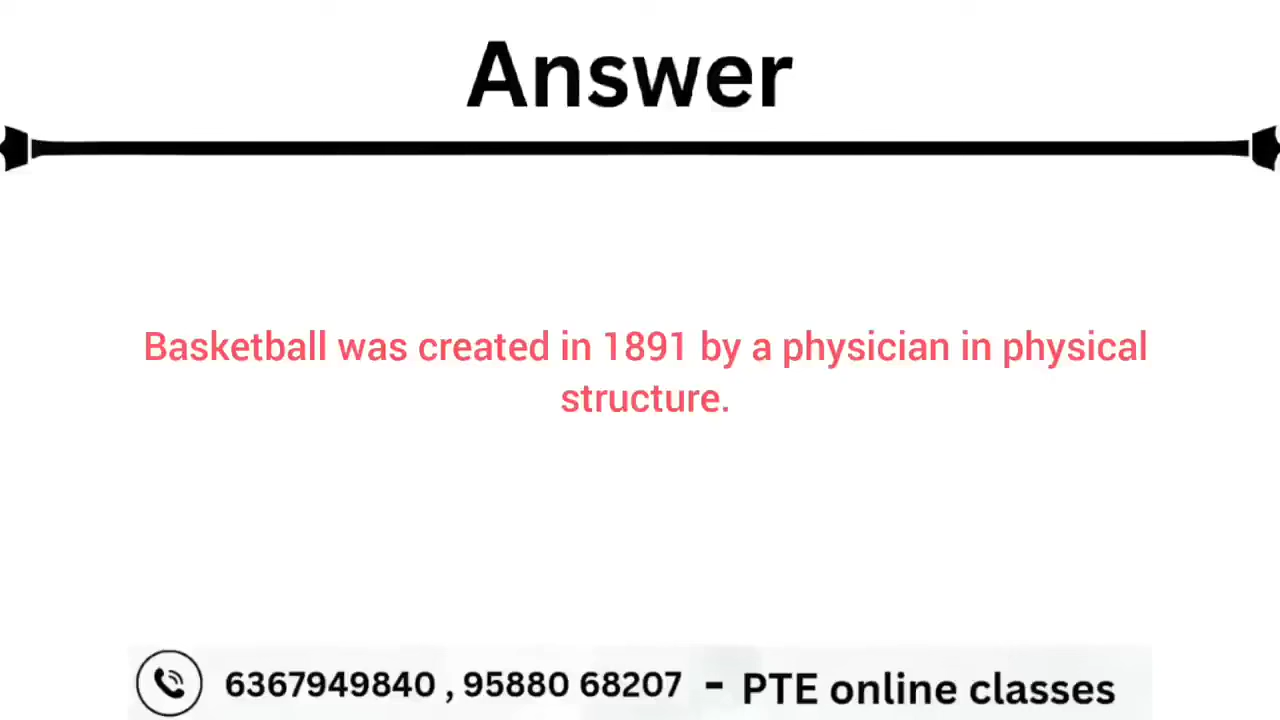 Answer
Basketball was created in 1891 by a physician in physical
structure.
6367949840 , 95880 68207 - PTE online classes